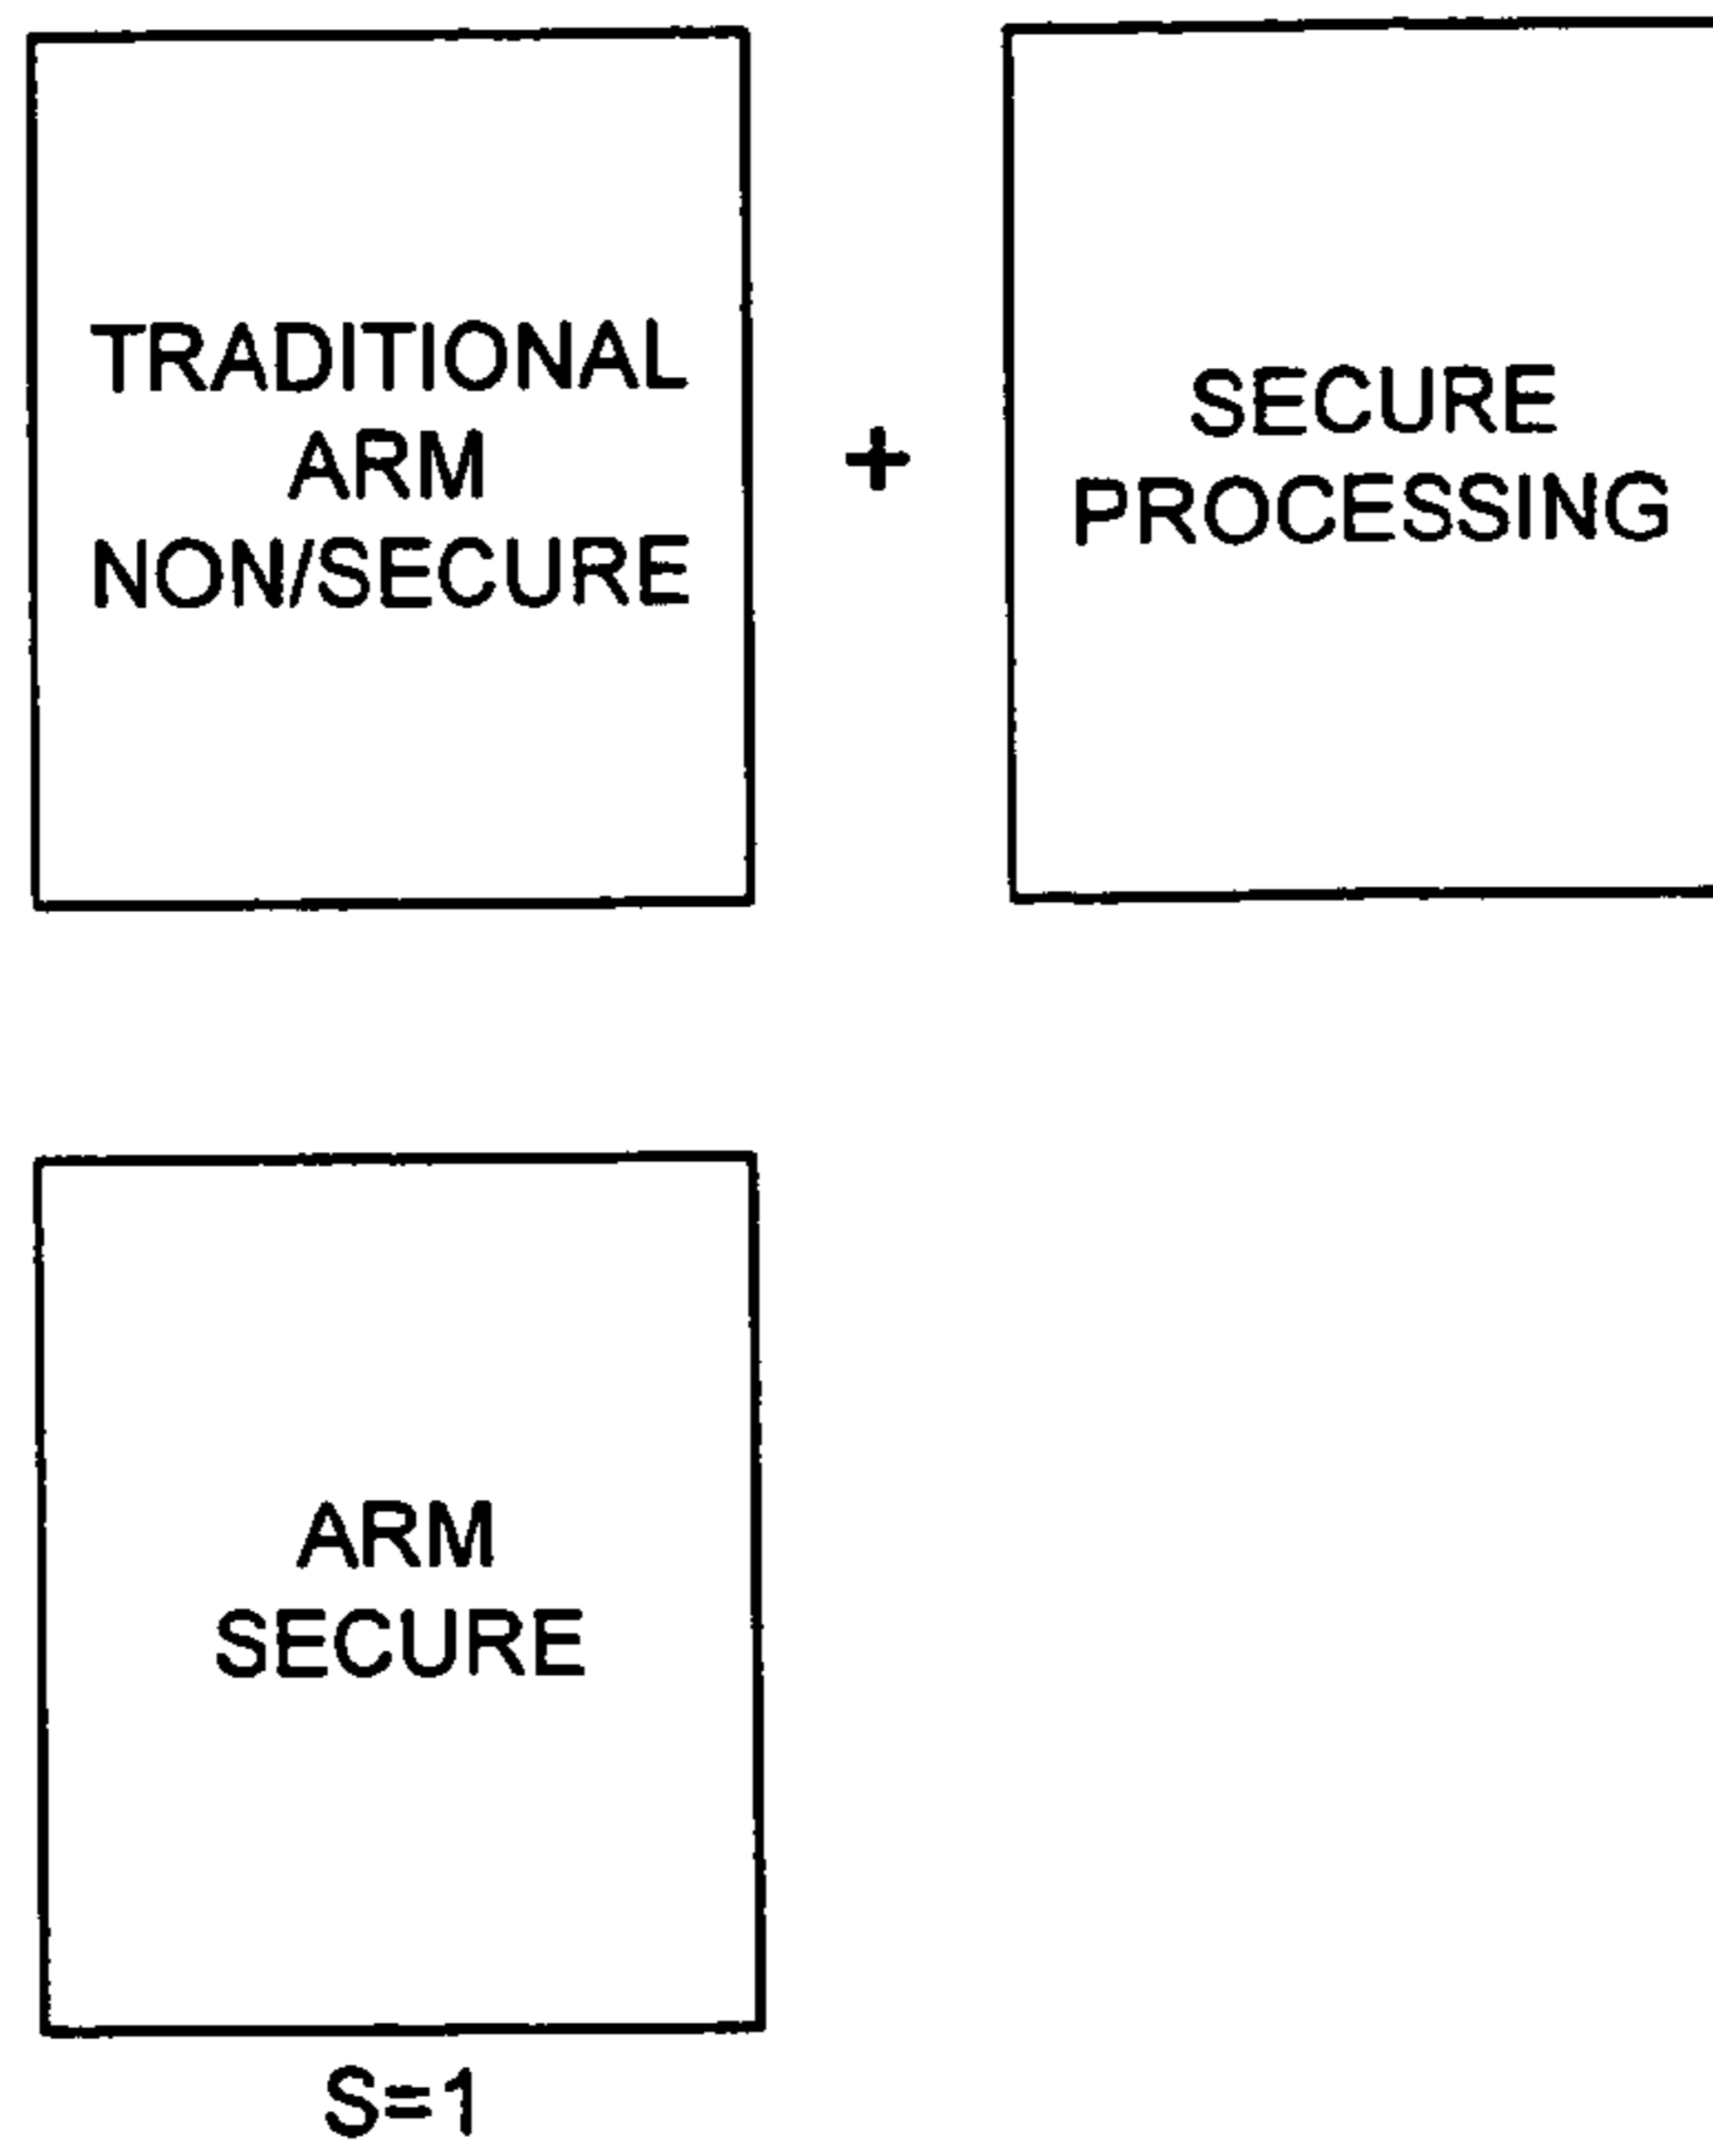 TRADITIONAL
ARM
NON/SECURE
+
SECURE
PROCESSING
ARM
SECURE
S=1